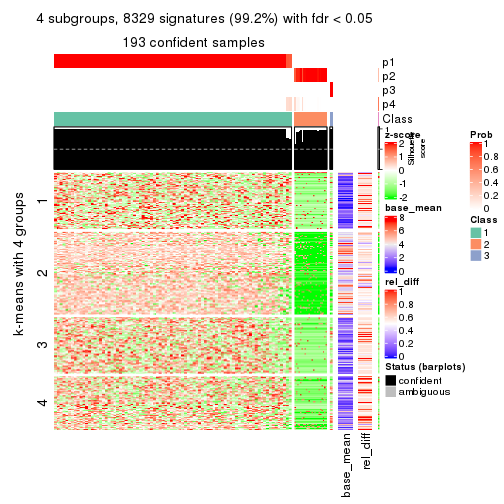 4 subgroups, 8329 signatures (99.2%) with fdr < 0.05
193 confident samples
p1
p2
p3
p4
Class
1
Silhouette
score
k-means with 4 groups
1
2
3
4
base_mean
rel_diff
z-score
2
1
0
-1
-2
base_mean
8
6
4
2
0
rel_diff
1
0.8
0.6
0.4
0.2
0
Status (barplots)
confident
ambiguous
Prob
1
0.8
0.6
0.4
0.2
0
Class
1
2
3